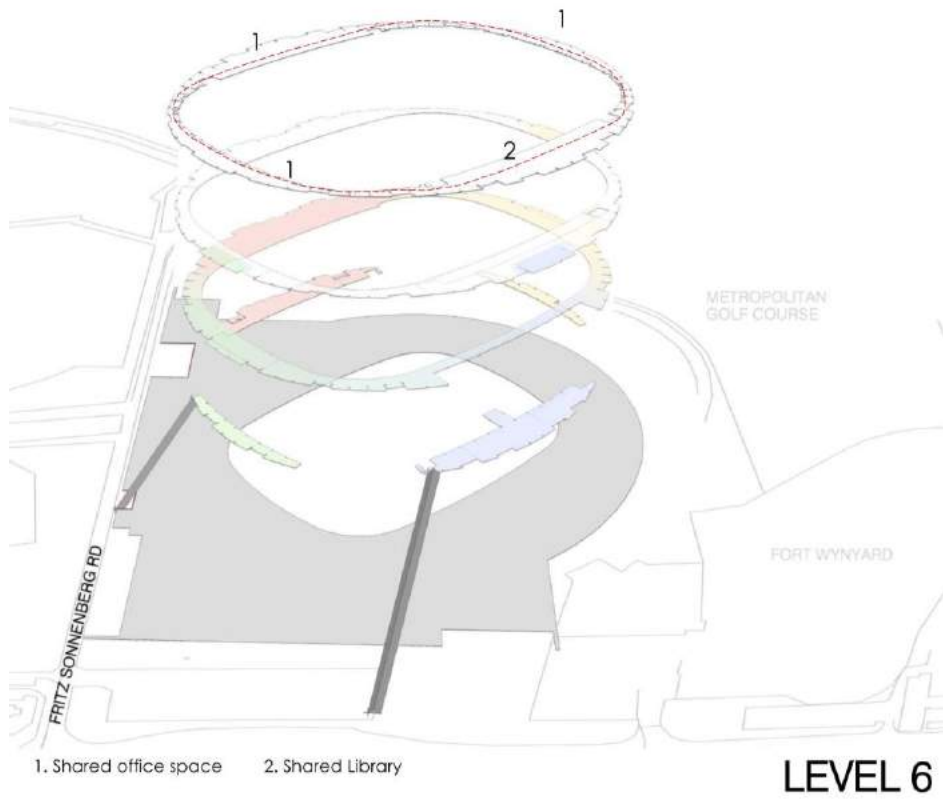 1
1
2
1
METROPOLITAN
GOLF COURSE
FORT WYNYARD
FRITZ SONNENBERG RD
1. Shared office space 2. Shared Library
LEVEL 6